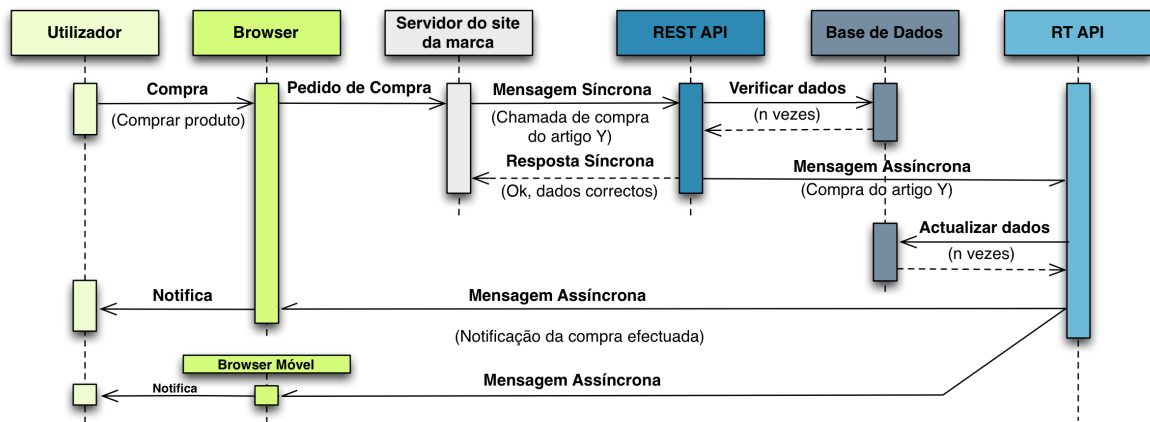 Utilizador
Browser
Servidor do site
da marca
REST API
Base de Dados
RT API
Compra
(Comprar produto)
Pedido de Compra
Mensagem Síncrona
(Chamada de compra
do artigo Y)
Verificar dados
(n vezes)
Resposta Síncrona
(Ok, dados correctos)
Mensagem Assíncrona
(Compra do artigo Y)
Actualizar dados
(n vezes)
Notifica
Mensagem Assíncrona
(Notificação da compra efectuada)
Browser Móvel
Notifica
Mensagem Assíncrona